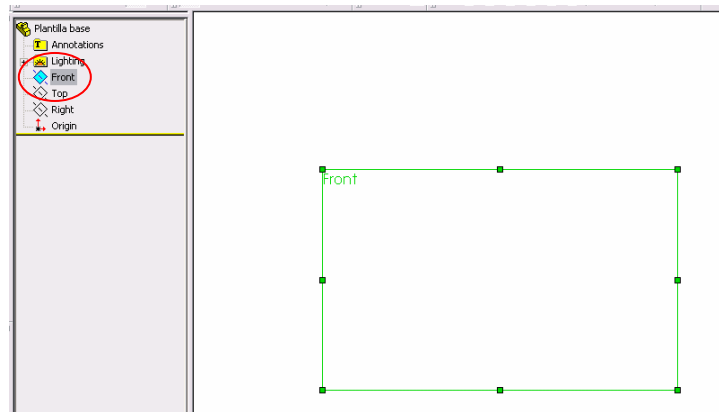 Plantilla base
Annotations
Lighting
Front
Top
Right
Origin
Front